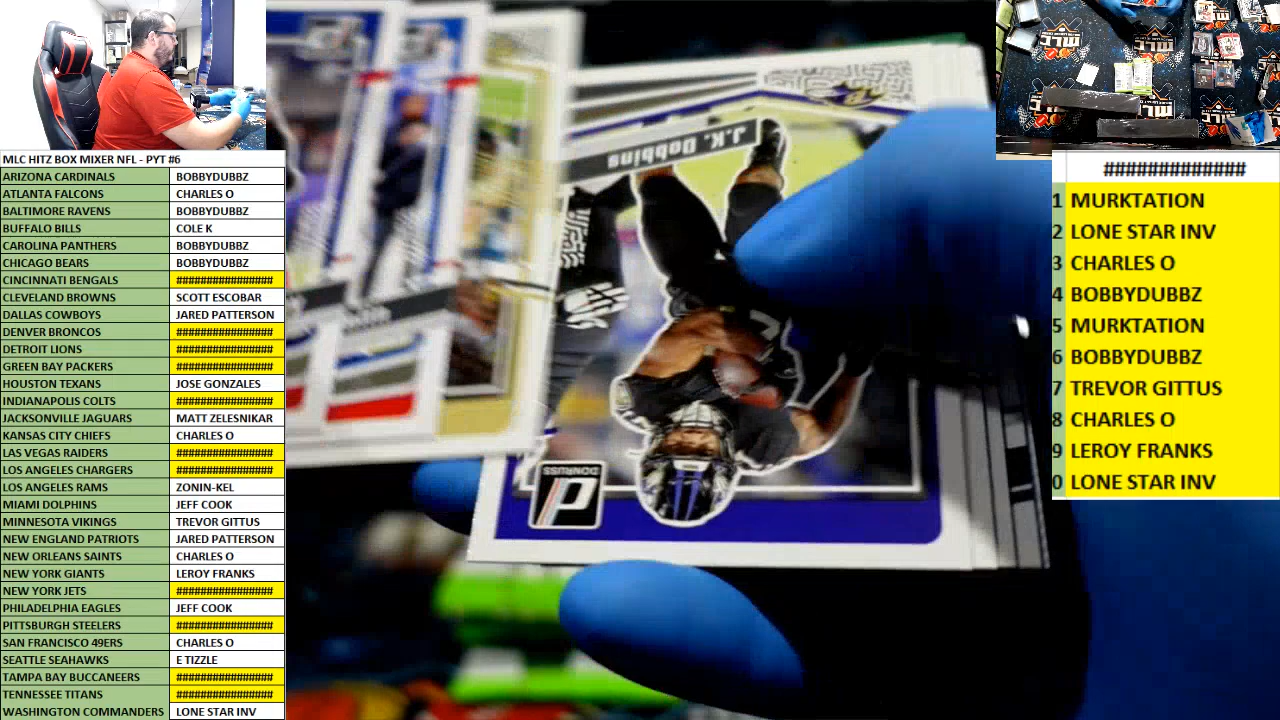 MLC HITZ BOX MIXER NFL - PYT #6
ARIZONA CARDINALS BOBBYDUBBZ
ATLANTA FALCONS CHARLES O
BALTIMORE RAVENS BOBBYDUBBZ
BUFFALO BILLS COLE K
CAROLINA PANTHERS BOBBYDUBBZ
CHICAGO BEARS BOBBYDUBBZ
CINCINNATI BENGALS ################
CLEVELAND BROWNS SCOTT ESCOBAR
DALLAS COWBOYS JARED PATTERSON
DENVER BRONCOS ################
DETROIT LIONS ################
GREEN BAY PACKERS ################
HOUSTON TEXANS JOSE GONZALES
INDIANAPOLIS COLTS ################
JACKSONVILLE JAGUARS MATT ZELESNIKAR
KANSAS CITY CHIEFS CHARLES O
LAS VEGAS RAIDERS ################
LOS ANGELES CHARGERS ################
LOS ANGELES RAMS ZONIN-KEL
MIAMI DOLPHINS JEFF COOK
MINNESOTA VIKINGS TREVOR GITTUS
NEW ENGLAND PATRIOTS JARED PATTERSON
NEW ORLEANS SAINTS CHARLES O
NEW YORK GIANTS LEROY FRANKS
NEW YORK JETS ################
PHILADELPHIA EAGLES JEFF COOK
PITTSBURGH STEELERS ################
SAN FRANCISCO 49ERS CHARLES O
SEATTLE SEAHAWKS E TIZZLE
TAMPA BAY BUCCANEERS ################
TENNESSEE TITANS ################
WASHINGTON COMMANDERS LONE STAR INV
J.K. Dobbins
DONRUSS
MLC
MLC
#############
1 MURKTATION
2 LONE STAR INV
3 CHARLES O
4 BOBBYDUBBZ
5 MURKTATION
6 BOBBYDUBBZ
7 TREVOR GITTUS
8 CHARLES O
9 LEROY FRANKS
0 LONE STAR INV